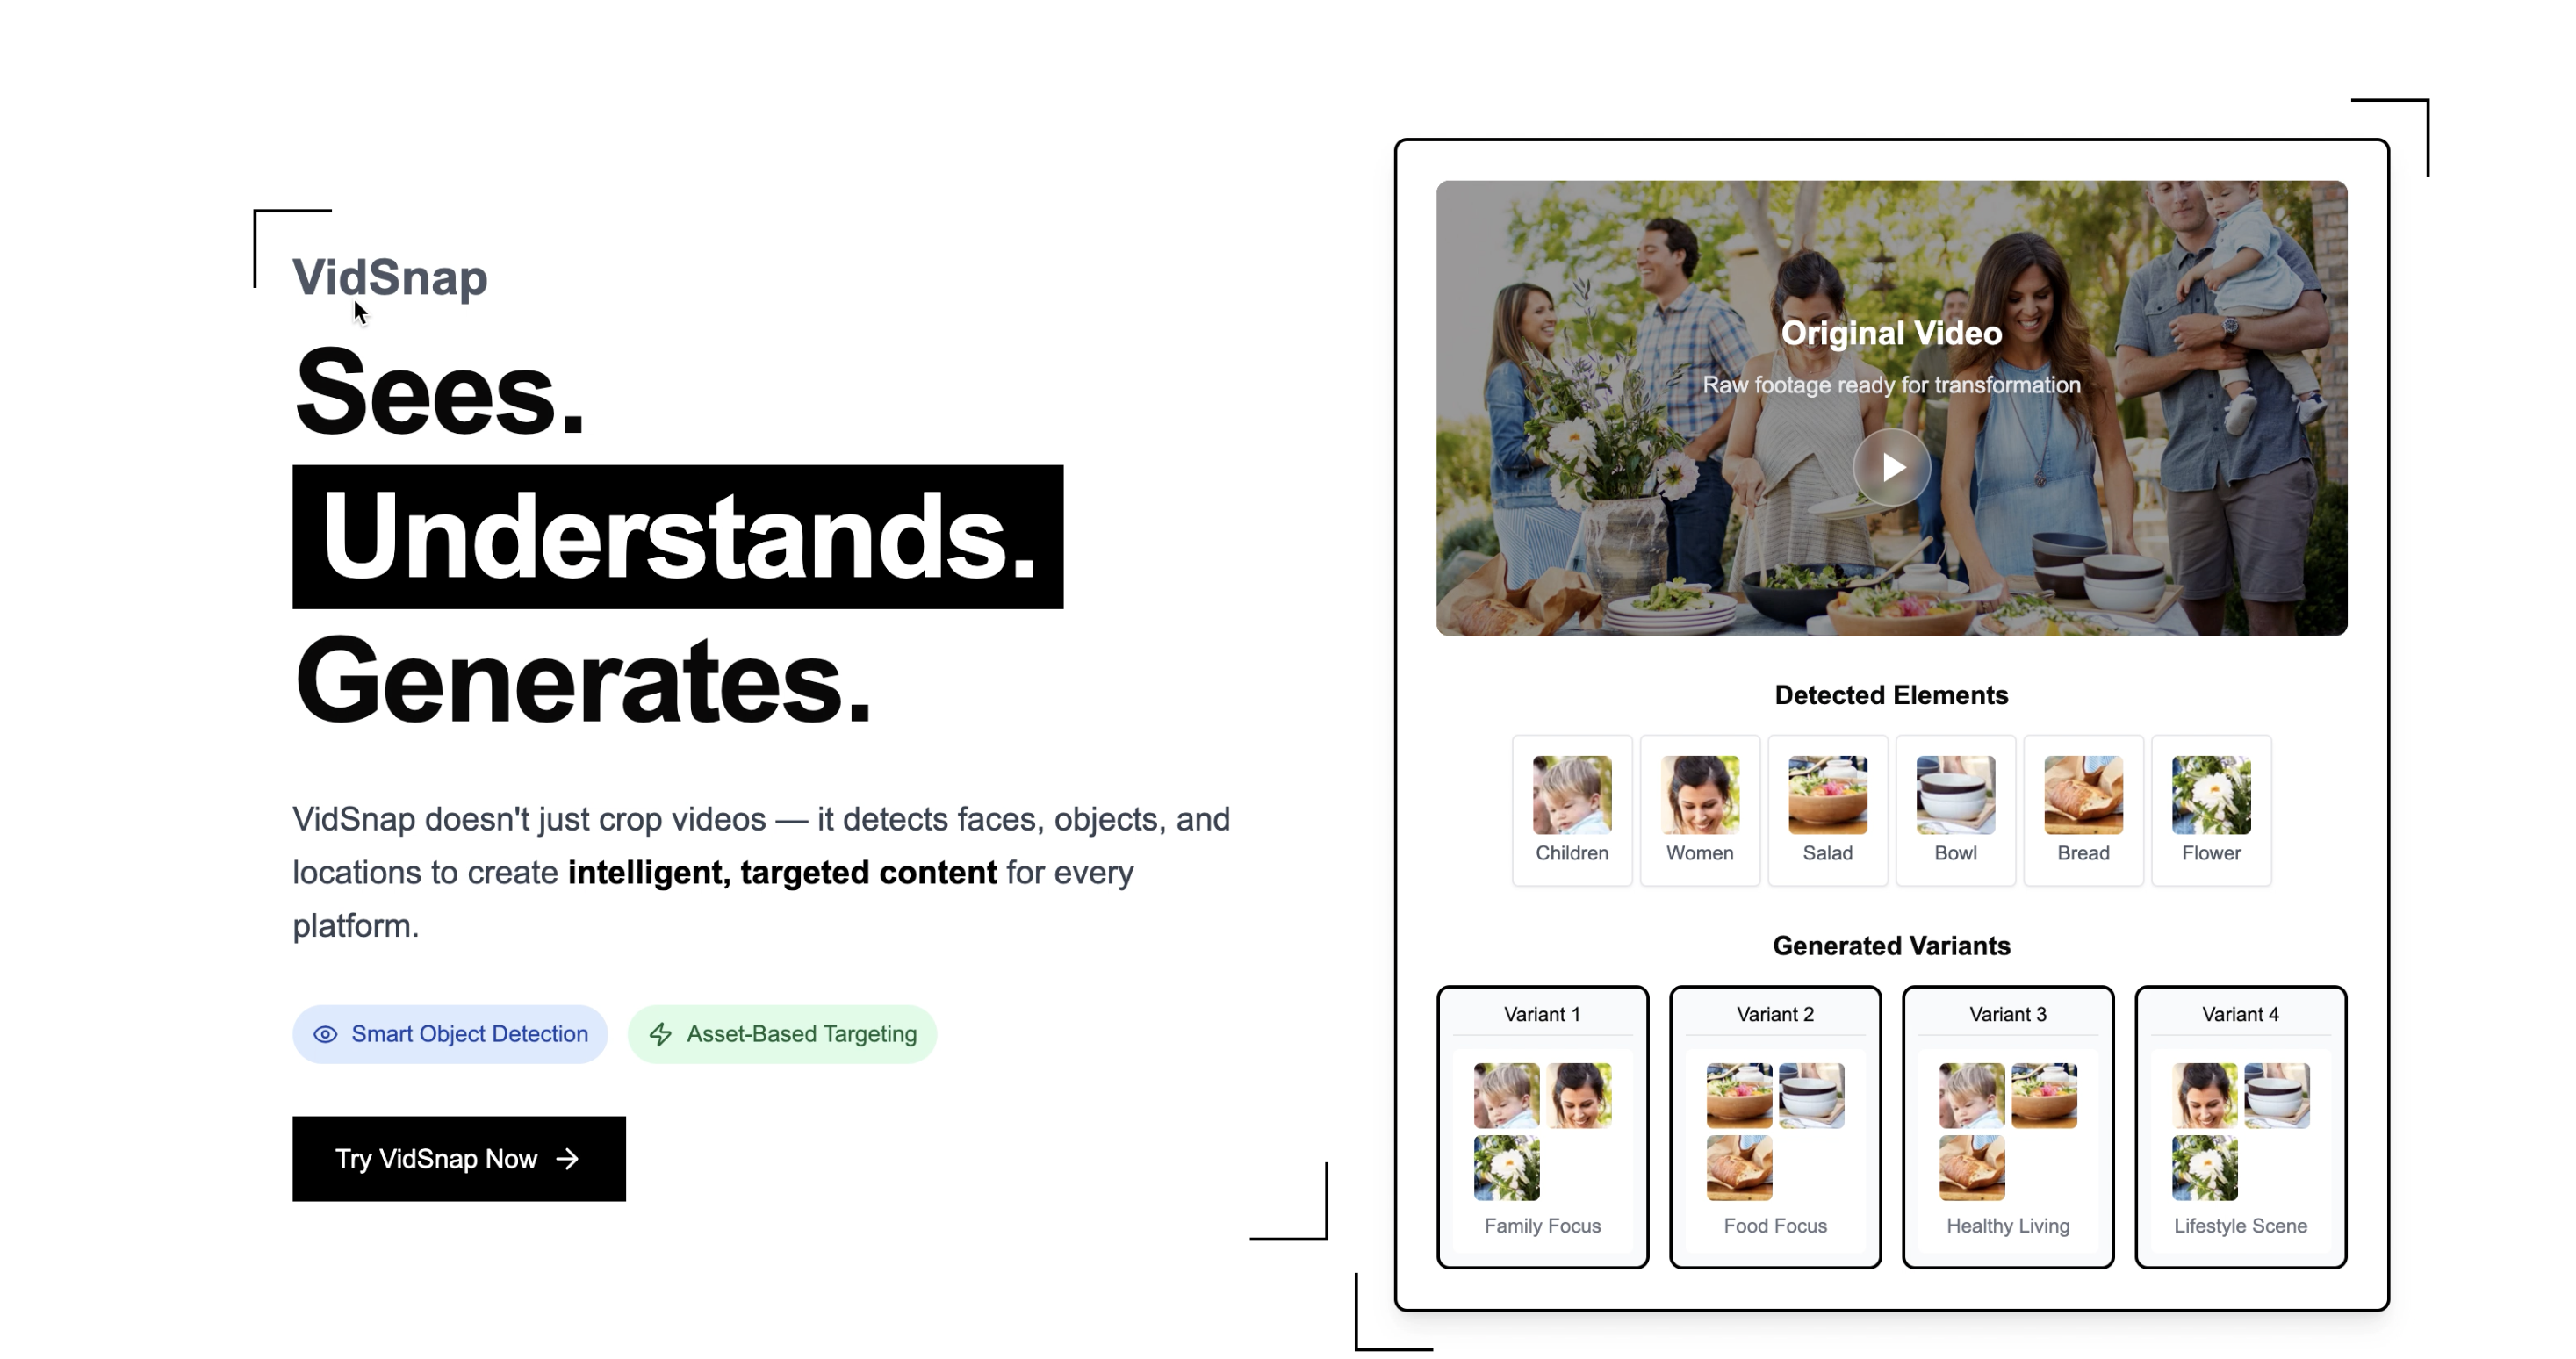 VidSnap
Sees.
Understands.
Generates.
VidSnap doesn't just crop videos — it detects faces, objects, and
locations to create intelligent, targeted content for every
platform.
Smart Object Detection
Asset-Based Targeting
Try VidSnap Now
Original Video
Raw footage ready for transformation
Detected Elements
Children
Women
Salad
Bowl
Bread
Flower
Generated Variants
Variant 1
Variant 2
Variant 3
Variant 4
Family Focus
Food Focus
Healthy Living
Lifestyle Scene